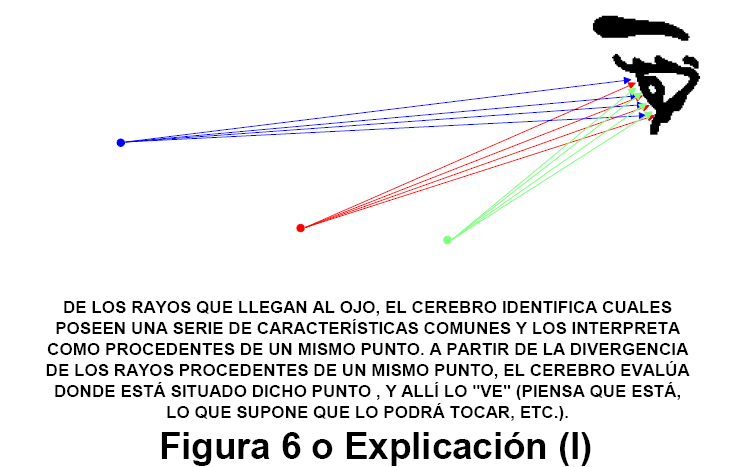 DE LOS RAYOS QUE LLEGAN AL OJO, EL CEREBRO IDENTIFICA CUALES
POSEEN UNA SERIE DE CARACTERÍSTICAS COMUNES Y LOS INTERPRETA
COMO PROCEDENTES DE UN MISMO PUNTO. A PARTIR DE LA DIVERGENCIA
DE LOS RAYOS PROCEDENTES DE UN MISMO PUNTO, EL CEREBRO EVALÚA
DONDE ESTÁ SITUADO DICHO PUNTO , Y ALLÍ LO "VE" (PIENSA QUE ESTÁ,
LO QUE SUPONE QUE LO PODRÁ TOCAR, ETC.).
Figura 6 o Explicación (I)